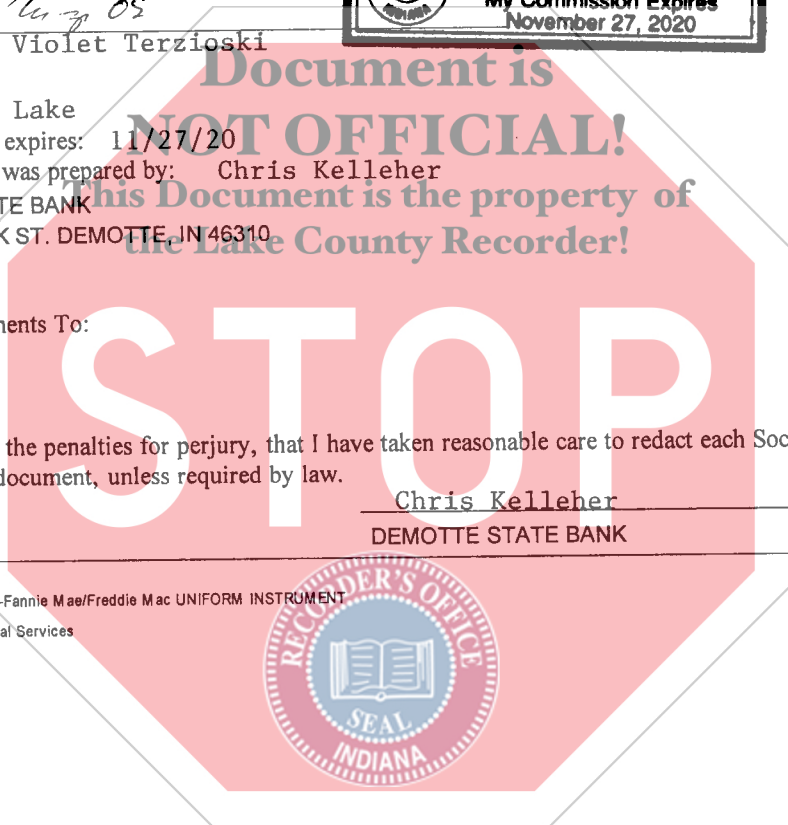 My Commission Expires
November 27, 2020
INDIANA
Violet Terzioski
Document is
Lake
NOT OFFICIAL!
expires: 11/27/20
was prepared by: Chris Kelleher
This Document is the property of
TE BANK
K ST. DEMOTTE, IN 46310
the Lake County Recorder!
ments To:
STOP
the penalties for perjury, that I have taken reasonable care to redact each Soc
document, unless required by law.
Chris Kelleher
DEMOTTE STATE BANK
-Fannie Mae/Freddie Mac UNIFORM INSTRUMENT
al Services
RECORDER'S OFFICE
SEAL
INDIANA